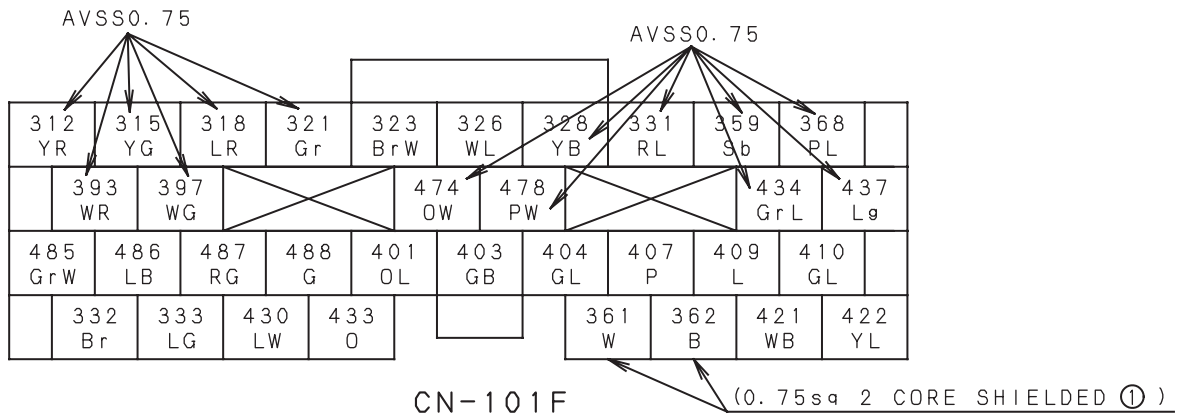 AVSS0.75
AVSS0.75
312 315 318 321 323 326 328 331 359 368
YR YG LR Gr BrW WL YB RL Sb PL
393 397 474 478 434 437
WR WG OW PW GrL Lg
485 486 487 488 401 403 404 407 409 410
GrW LB RG G OL GB GL P L GL
332 333 430 433 361 362 421 422
Br LG LW O W B WB YL
CN-101F
(0.75sq 2 CORE SHIELDED ①)